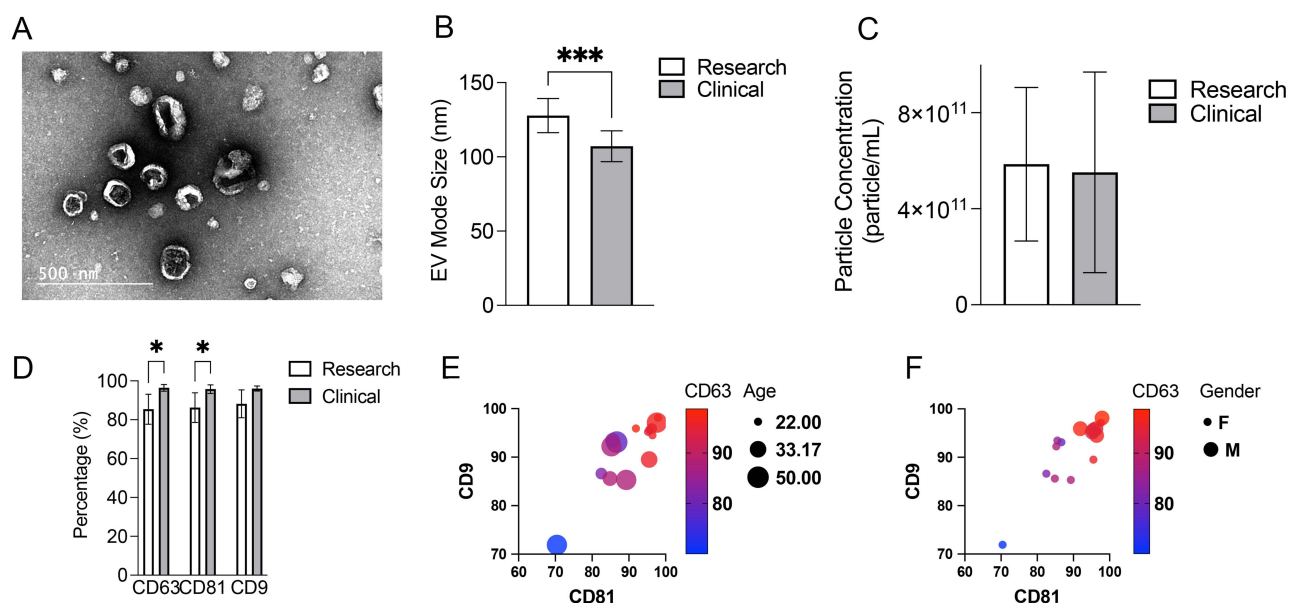 A
500 nm
B
***
Research
Clinical
EV Mode Size (nm)
150
100
50
0
C
Research
Clinical
Particle Concentration
(particle/mL)
8×10¹¹
4×10¹¹
0
D
* *
Research
Clinical
Percentage (%)
100
80
60
40
20
0
CD63 CD81 CD9
E
CD63 Age
CD9
100
90
80
70
60 70 80 90 100
CD81
90
80
22.00
33.17
50.00
F
CD63 Gender
CD9
100
90
80
70
60 70 80 90 100
CD81
90
80
F
M